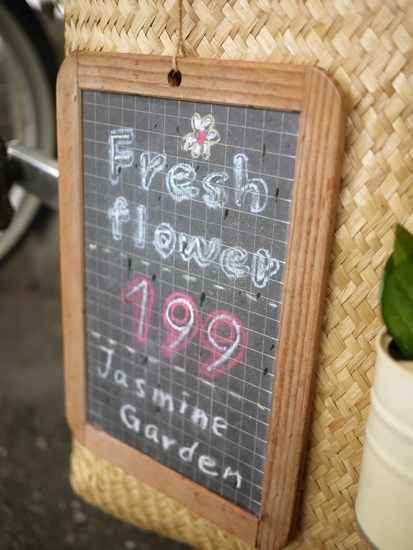 Fresh
flower
199
Jasmine
Garden